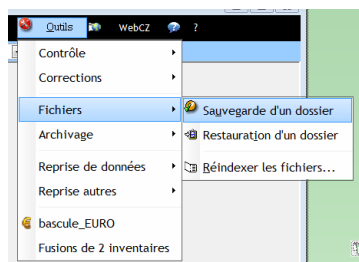 Outils WebCZ ?
Contrôle
Corrections
Fichiers
Sauvegarde d'un dossier
Archivage
Restauration d'un dossier
Reprise de données
Réindexer les fichiers...
Reprise autres
bascule_EURO
Fusions de 2 inventaires